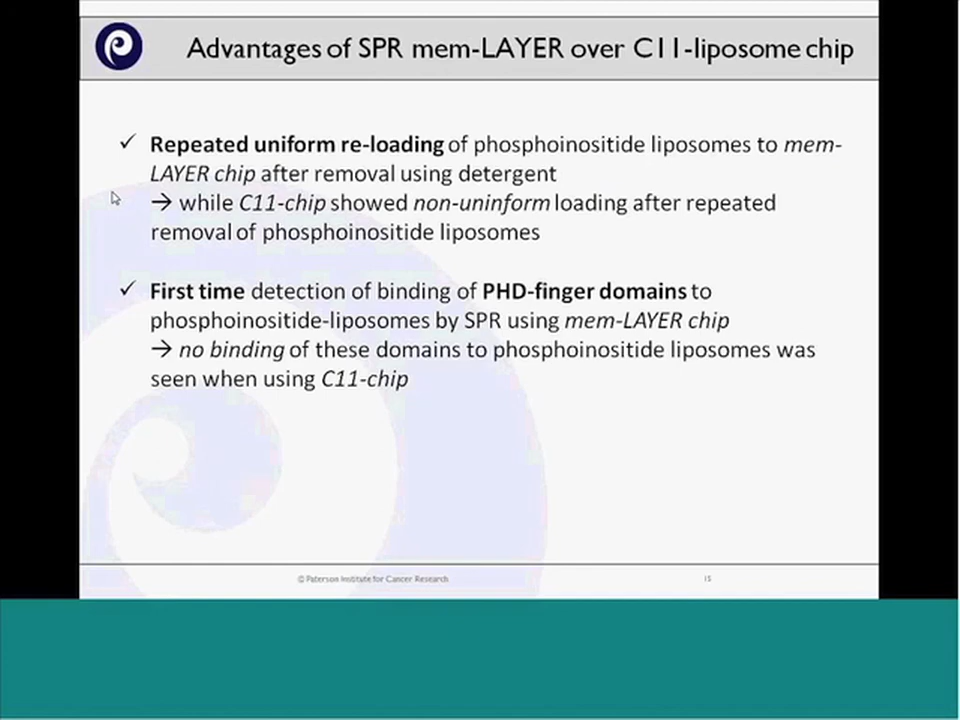 Advantages of SPR mem-LAYER over C11-liposome chip
✓ Repeated uniform re-loading of phosphoinositide liposomes to mem-
LAYER chip after removal using detergent
→ while C11-chip showed non-uninform loading after repeated
removal of phosphoinositide liposomes
✓ First time detection of binding of PHD-finger domains to
phosphoinositide-liposomes by SPR using mem-LAYER chip
→ no binding of these domains to phosphoinositide liposomes was
seen when using C11-chip
© Paterson Institute for Cancer Research
15